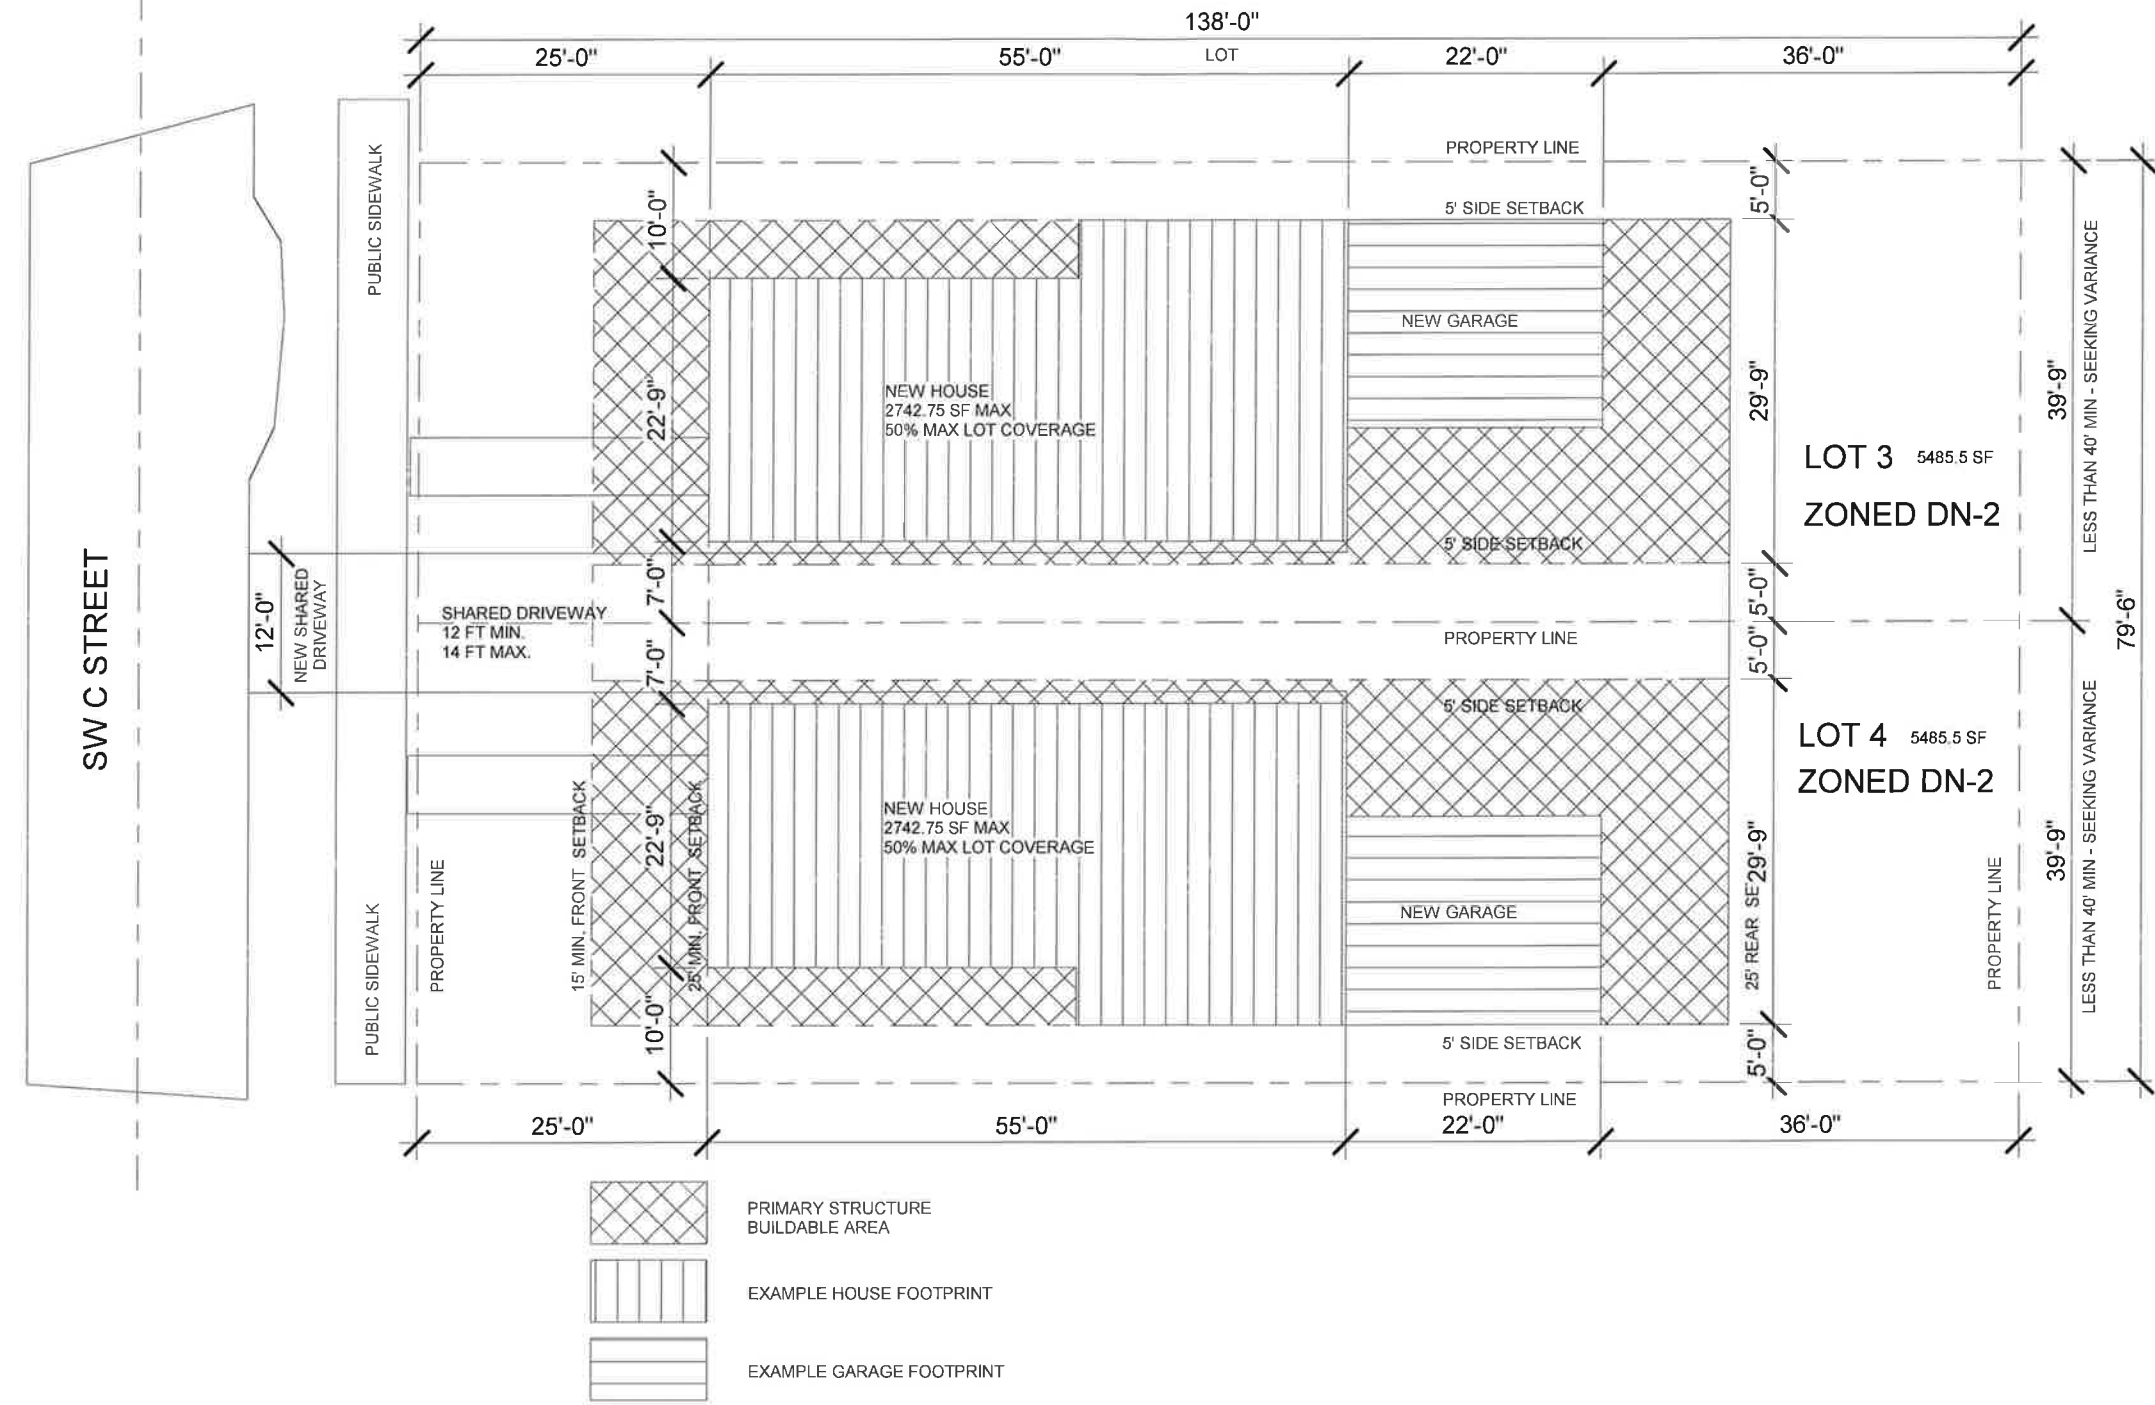 138'-0"
25'-0"
55'-0"
LOT
22'-0"
36'-0"
PROPERTY LINE
5'-0"
5' SIDE SETBACK
10'-0"
PUBLIC SIDEWALK
NEW GARAGE
22'-9"
NEW HOUSE
2742.75 SF MAX
50% MAX LOT COVERAGE
29'-9"
39'-9"
LESS THAN 40' MIN - SEEKING VARIANCE
LOT 3 5485.5 SF
ZONED DN-2
5' SIDE SETBACK
SW C STREET
12'-0"
NEW SHARED
DRIVEWAY
SHARED DRIVEWAY
12 FT MIN.
14 FT MAX.
7'-0"
7'-0"
PROPERTY LINE
5'-0"
5'-0"
79'-6"
5' SIDE SETBACK
LOT 4 5485.5 SF
ZONED DN-2
PUBLIC SIDEWALK
PROPERTY LINE
15' MIN. FRONT SETBACK
22'-9"
25' MIN. FRONT SETBACK
NEW HOUSE
2742.75 SF MAX
50% MAX LOT COVERAGE
NEW GARAGE
25' REAR SE
29'-9"
PROPERTY LINE
39'-9"
LESS THAN 40' MIN - SEEKING VARIANCE
10'-0"
5' SIDE SETBACK
5'-0"
PROPERTY LINE
25'-0"
55'-0"
22'-0"
36'-0"
PRIMARY STRUCTURE
BUILDABLE AREA
EXAMPLE HOUSE FOOTPRINT
EXAMPLE GARAGE FOOTPRINT